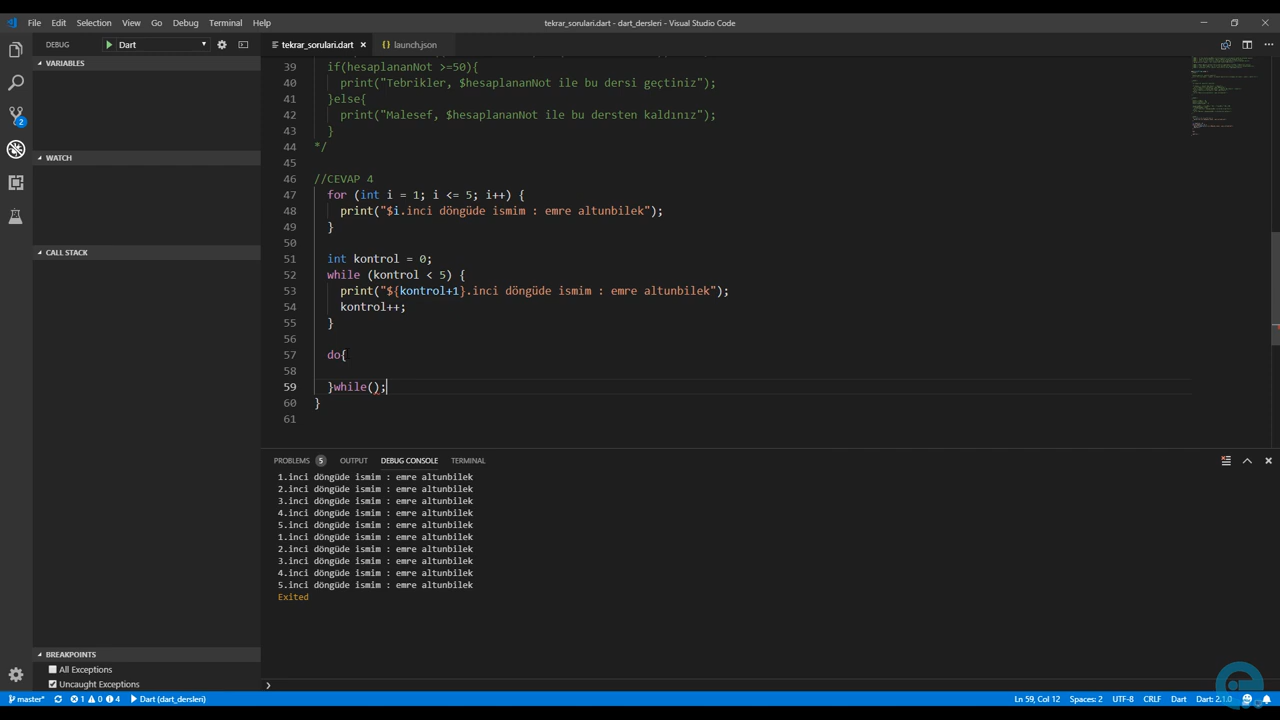 File Edit Selection View Go Debug Terminal Help
tekrar_sorulari.dart - dart_dersleri - Visual Studio Code
DEBUG Dart
tekrar_sorulari.dart launch.json
VARIABLES
WATCH
CALL STACK
39 if(hesaplananNot >=50){
40 print("Tebrikler, $hesaplananNot ile bu dersi geçtiniz");
41 }else{
42 print("Malesef, $hesaplananNot ile bu dersten kaldınız");
43 }
44 */
45
46 //CEVAP 4
47 for (int i = 1; i <= 5; i++) {
48 print("$i.inci döngüde ismim : emre altunbilek");
49 }
50
51 int kontrol = 0;
52 while (kontrol < 5) {
53 print("${kontrol+1}.inci döngüde ismim : emre altunbilek");
54 kontrol++;
55 }
56
57 do{
58
59 }while();
60 }
61
PROBLEMS 5 OUTPUT DEBUG CONSOLE TERMINAL
1.inci döngüde ismim : emre altunbilek
2.inci döngüde ismim : emre altunbilek
3.inci döngüde ismim : emre altunbilek
4.inci döngüde ismim : emre altunbilek
5.inci döngüde ismim : emre altunbilek
1.inci döngüde ismim : emre altunbilek
2.inci döngüde ismim : emre altunbilek
3.inci döngüde ismim : emre altunbilek
4.inci döngüde ismim : emre altunbilek
5.inci döngüde ismim : emre altunbilek
Exited
BREAKPOINTS
All Exceptions
Uncaught Exceptions
2
master* 1 0 4 Dart (dart_dersleri) Ln 59, Col 12 Spaces: 2 UTF-8 CRLF Dart Dart: 2.1.0